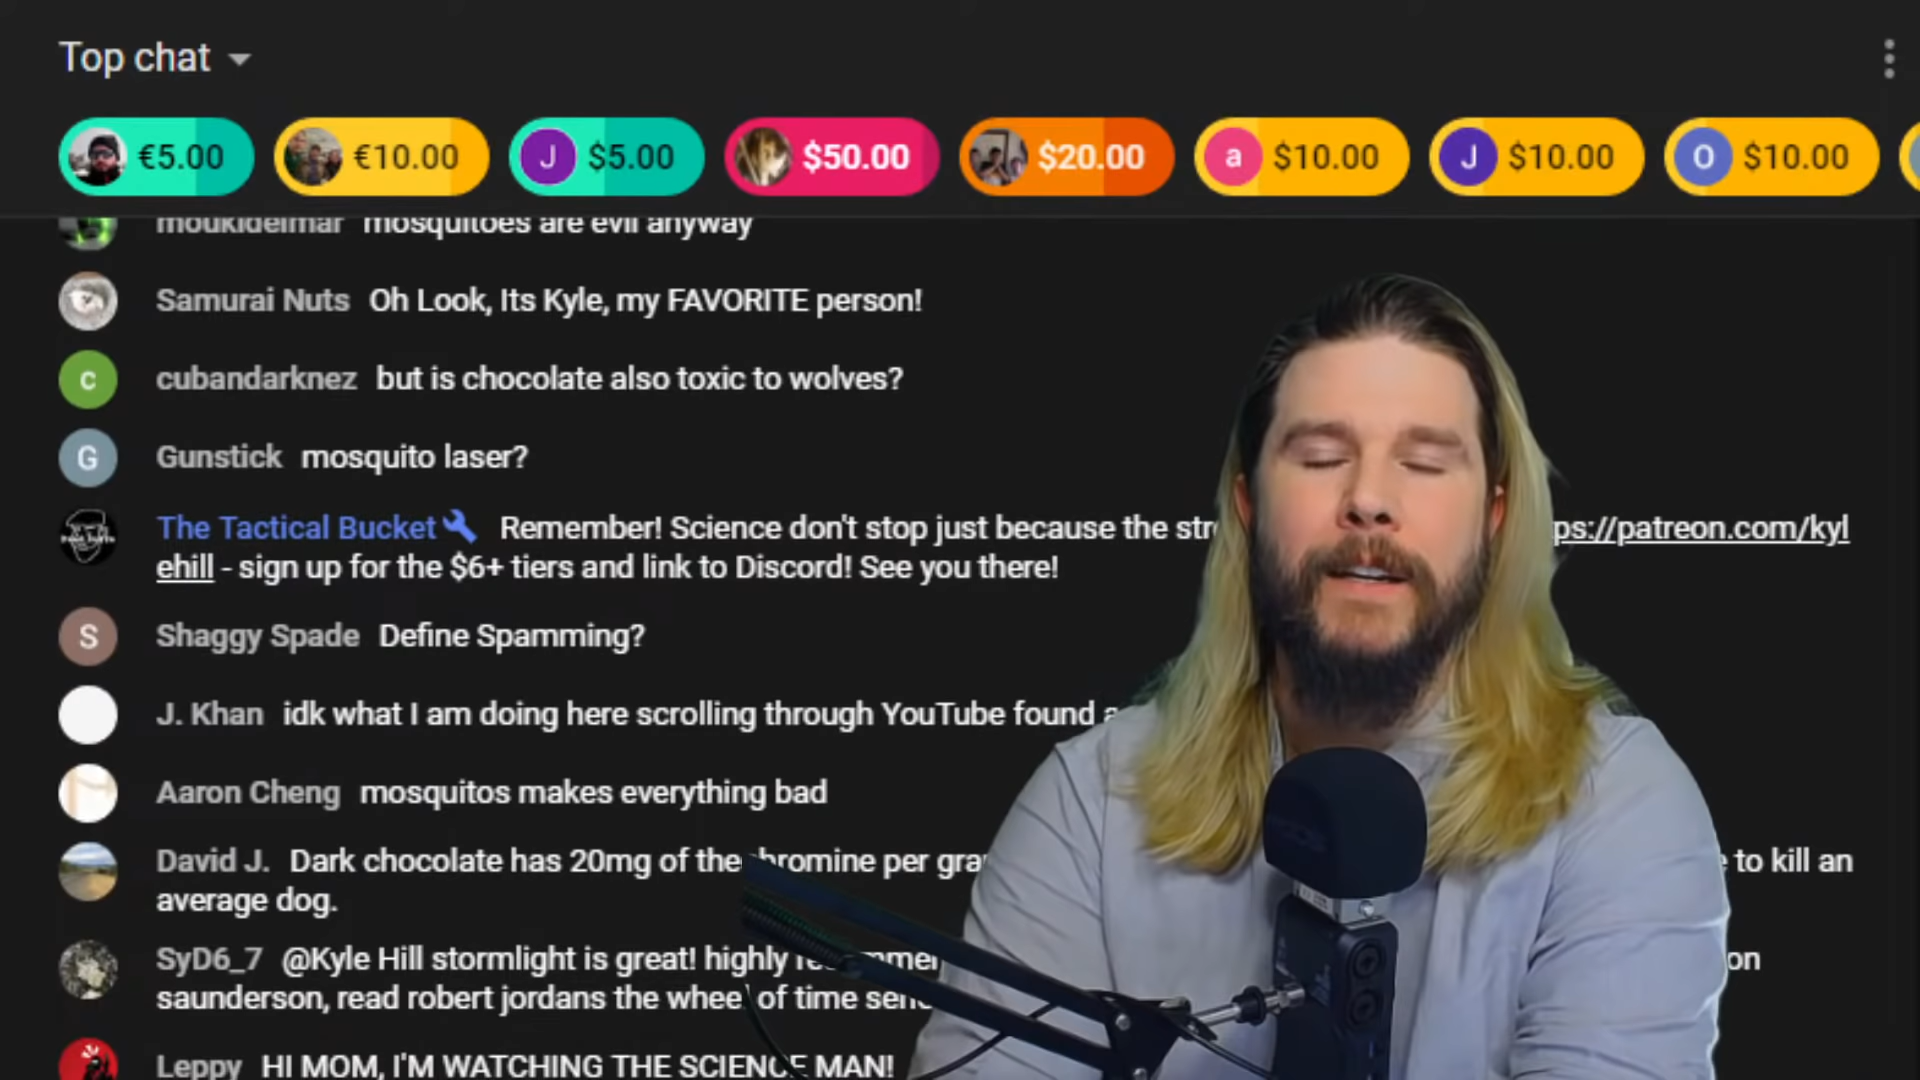 Top chat
€5.00 €10.00 J $5.00 $50.00 $20.00 a $10.00 J $10.00 O $10.00
moukidelmar mosquitoes are evil anyway
Samurai Nuts Oh Look, Its Kyle, my FAVORITE person!
c cubandarknez but is chocolate also toxic to wolves?
G Gunstick mosquito laser?
The Tactical Bucket Remember! Science don't stop just because the ps://patreon.com/kyl
ehill - sign up for the $6+ tiers and link to Discord! See you there!
S Shaggy Spade Define Spamming?
J. Khan idk what I am doing here scrolling through YouTube found
Aaron Cheng mosquitos makes everything bad
David J. Dark chocolate has 20mg of per to kill an
average dog.
SyD6_7 @Kyle Hill stormlight is great! highly on
saunderson, read robert jordans the wheel of time
Leppy HI MOM, I'M WATCHING THE SCIENCE MAN!